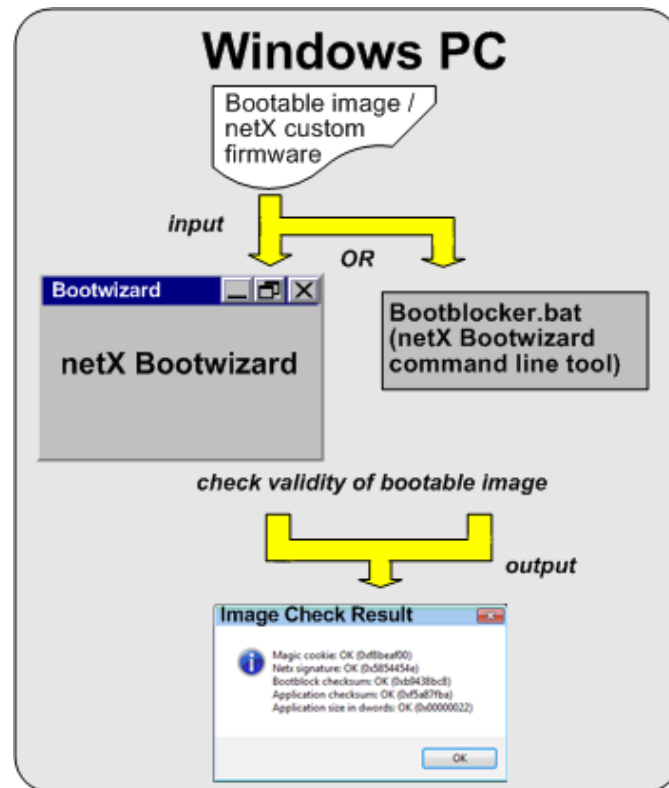 Windows PC
Bootable image /
netX custom
firmware
input
OR
Bootwizard
netX Bootwizard
Bootblocker.bat
(netX Bootwizard
command line tool)
check validity of bootable image
output
Image Check Result
Magic cookie: OK (0xf8beaf00)
Netx signature: OK (0x5854454e)
Bootblock checksum: OK (0xb9438bc8)
Application checksum: OK (0xf5a87fba)
Application size in dwords: OK (0x00000022)
OK